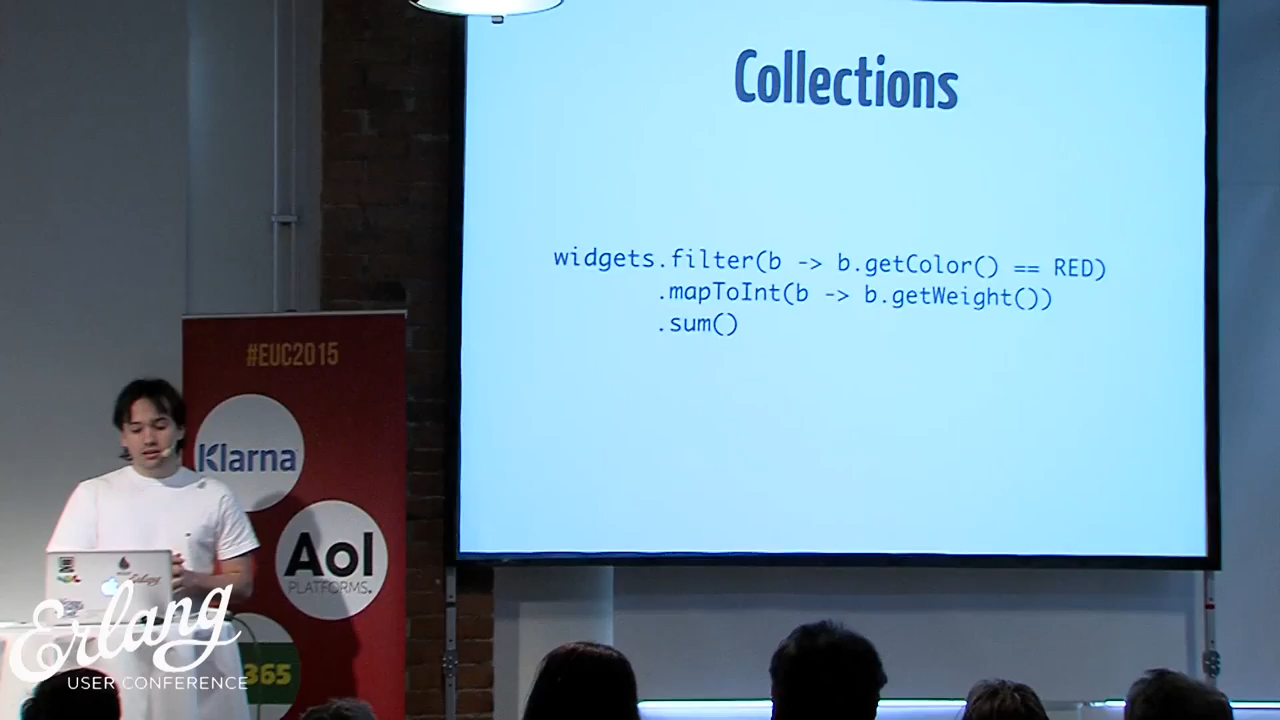 Collections
widgets.filter(b -> b.getColor() == RED)
.mapToInt(b -> b.getWeight())
.sum()
#EUC2015
Klarna
Aol
PLATFORMS.
365
Erlang
USER CONFERENCE